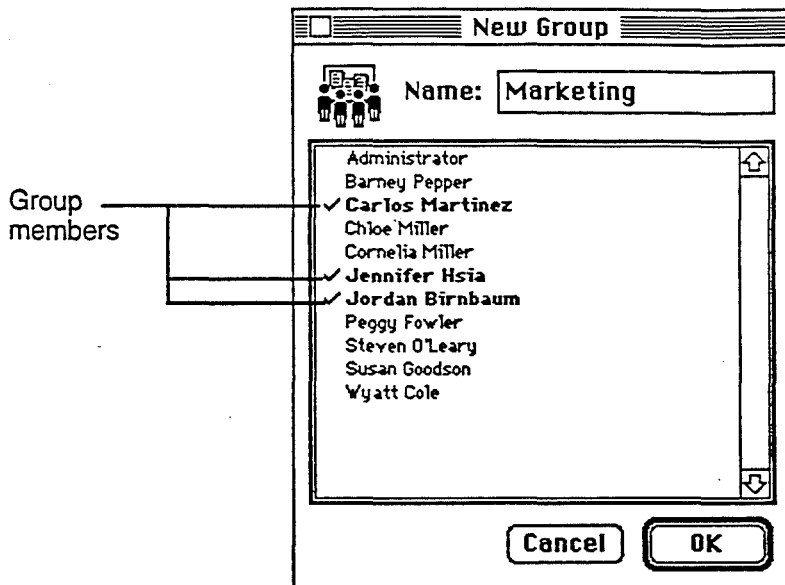 New Group
Name: Marketing
Administrator
Barney Pepper
Group members
✓ Carlos Martinez
Chloe Miller
Cornelia Miller
✓ Jennifer Hsia
✓ Jordan Birnbaum
Peggy Fowler
Steven O'Leary
Susan Goodson
Wyatt Cole
Cancel OK